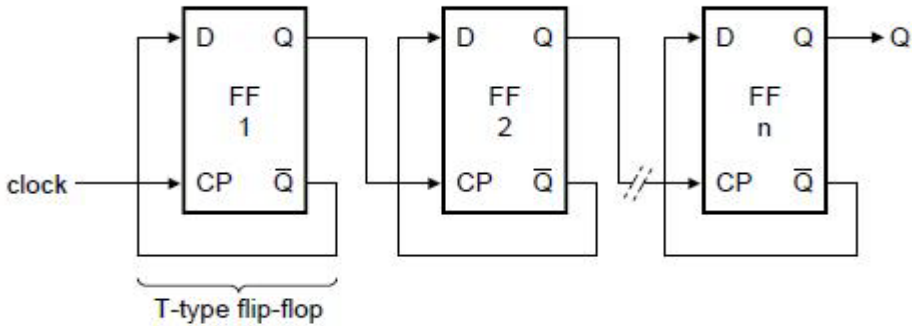 D Q
FF
1
CP Q̅
D Q
FF
2
CP Q̅
D Q
FF
n
CP Q̅
Q
clock
T-type flip-flop